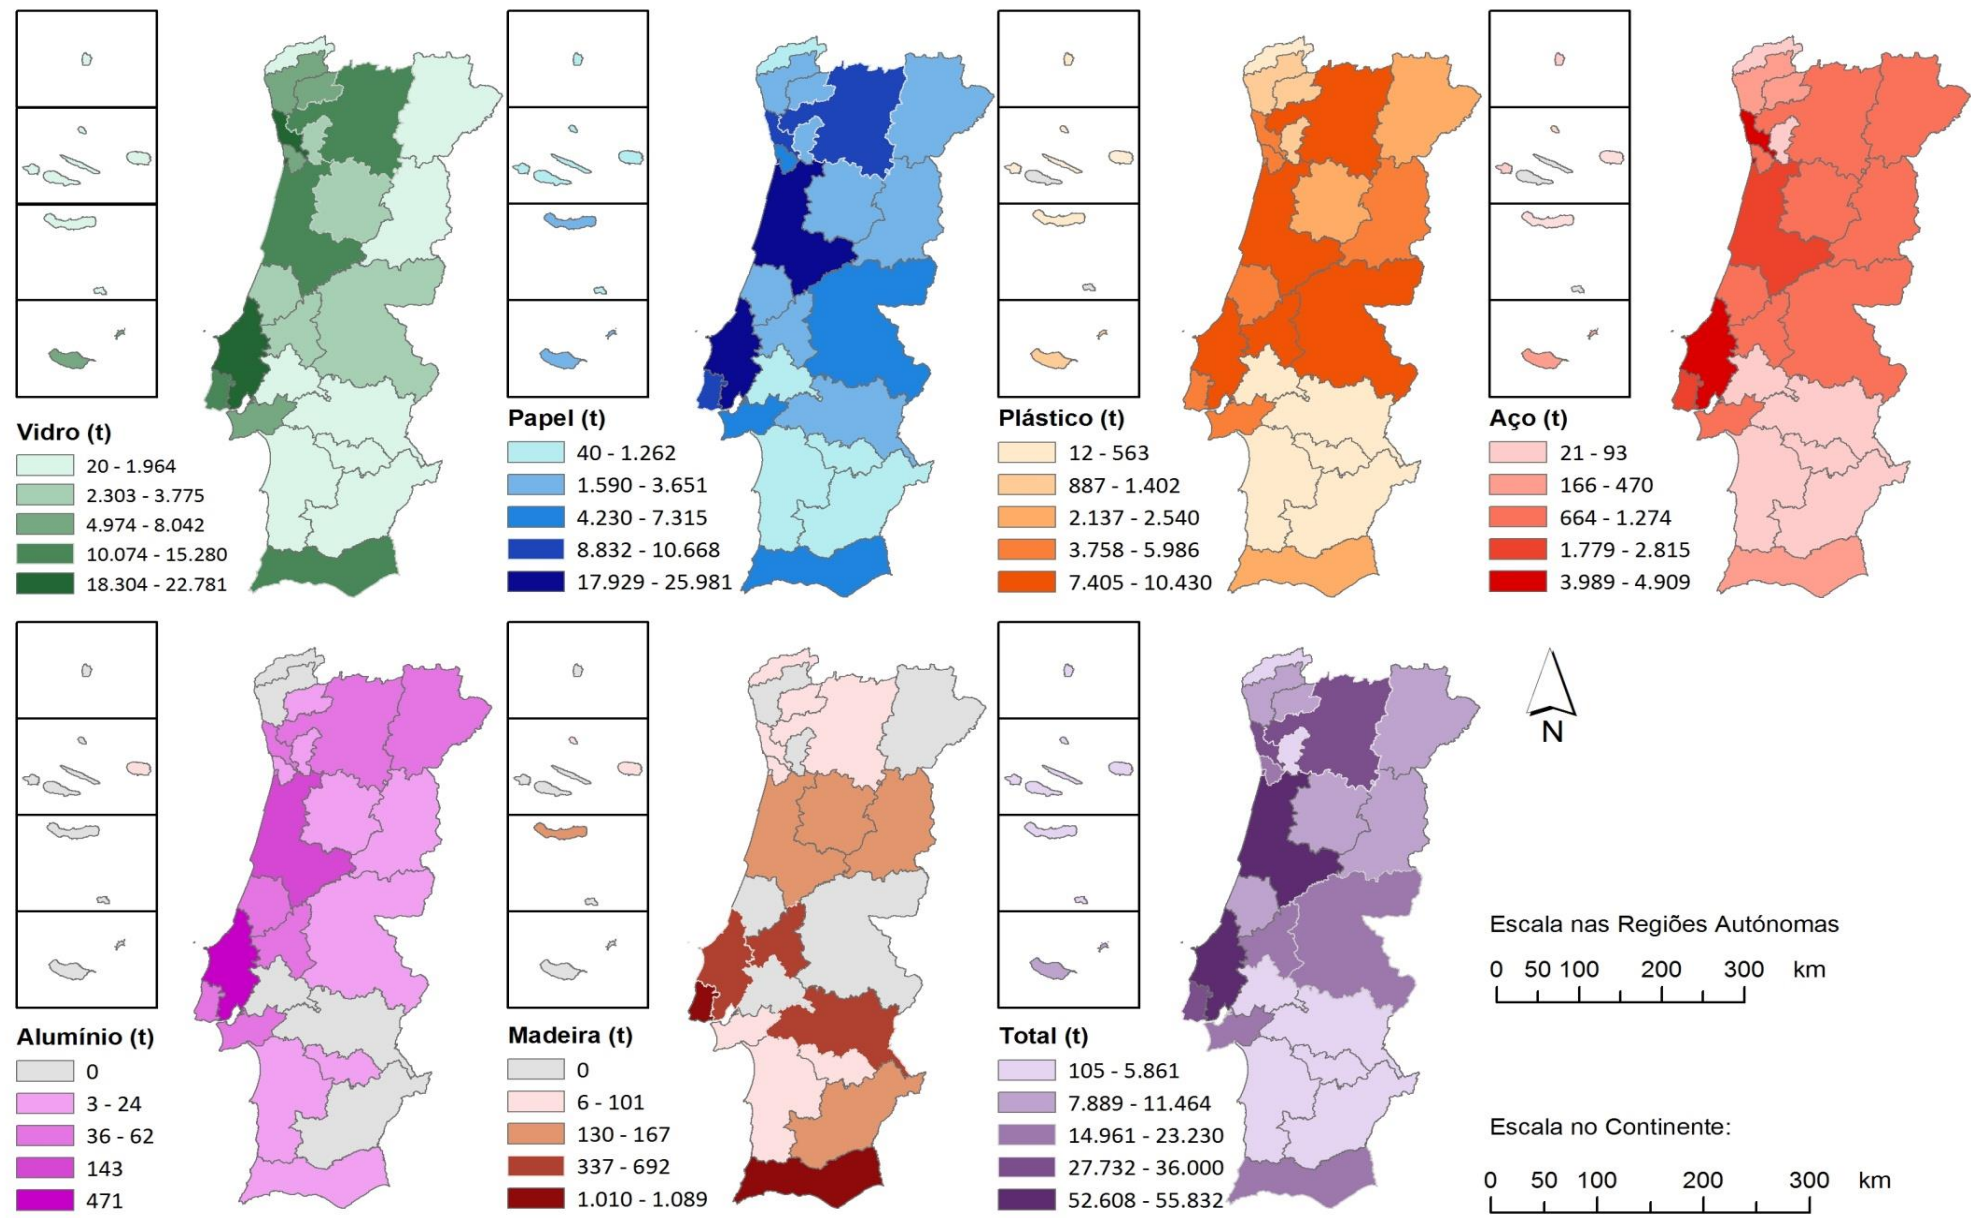 Vidro (t)
20 - 1.964
2.303 - 3.775
4.974 - 8.042
10.074 - 15.280
18.304 - 22.781
Papel (t)
40 - 1.262
1.590 - 3.651
4.230 - 7.315
8.832 - 10.668
17.929 - 25.981
Plástico (t)
12 - 563
887 - 1.402
2.137 - 2.540
3.758 - 5.986
7.405 - 10.430
Aço (t)
21 - 93
166 - 470
664 - 1.274
1.779 - 2.815
3.989 - 4.909
Alumínio (t)
0
3 - 24
36 - 62
143
471
Madeira (t)
0
6 - 101
130 - 167
337 - 692
1.010 - 1.089
Total (t)
105 - 5.861
7.889 - 11.464
14.961 - 23.230
27.732 - 36.000
52.608 - 55.832
N
Escala nas Regiões Autónomas
0 50 100 200 300 km
Escala no Continente:
0 50 100 200 300 km